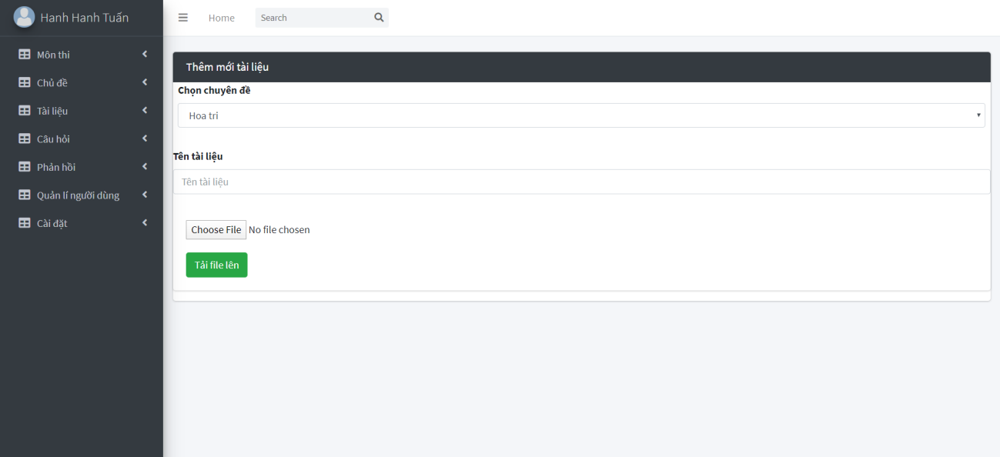 Hanh Hanh Tuấn
Home
Search
Môn thi
Chủ đề
Tài liệu
Câu hỏi
Phản hồi
Quản lí người dùng
Cài đặt
Thêm mới tài liệu
Chọn chuyên đề
Hoa tri
Tên tài liệu
Tên tài liệu
Choose File No file chosen
Tải file lên